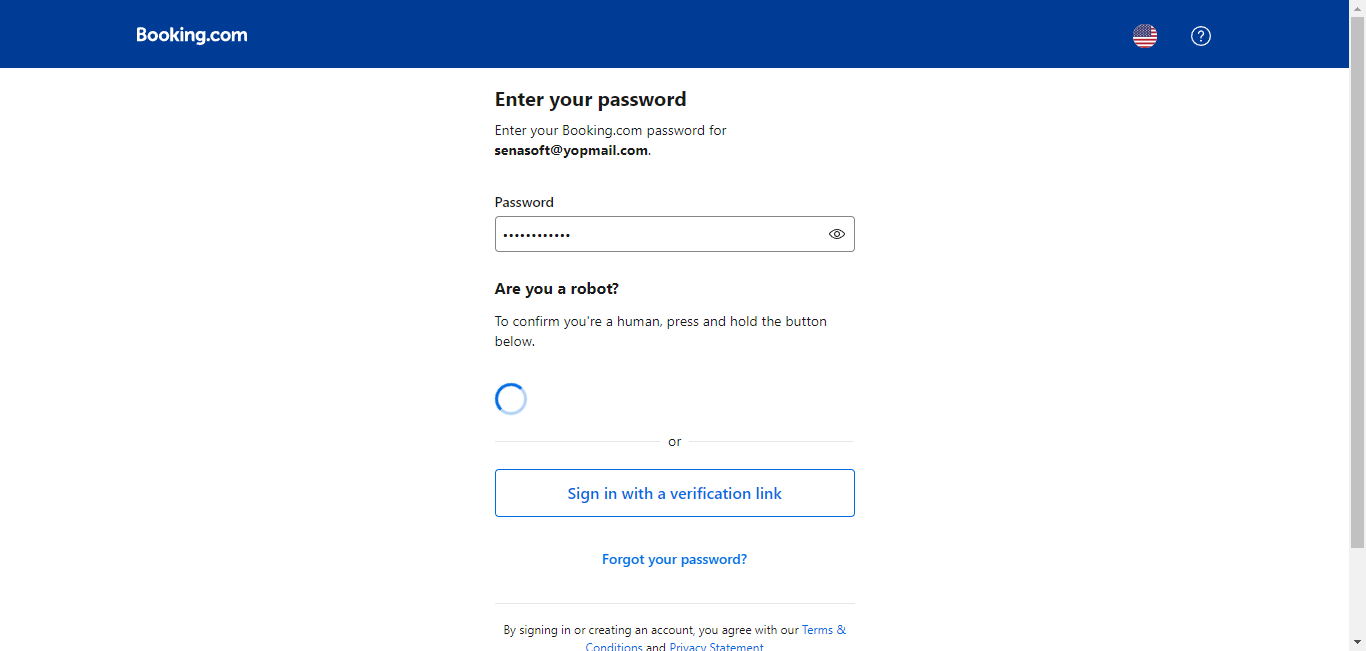 Booking.com
Enter your password
Enter your Booking.com password for
senasoft@yopmail.com.
Password
••••••••••••
Are you a robot?
To confirm you're a human, press and hold the button
below.
or
Sign in with a verification link
Forgot your password?
By signing in or creating an account, you agree with our Terms &
Conditions and Privacy Statement